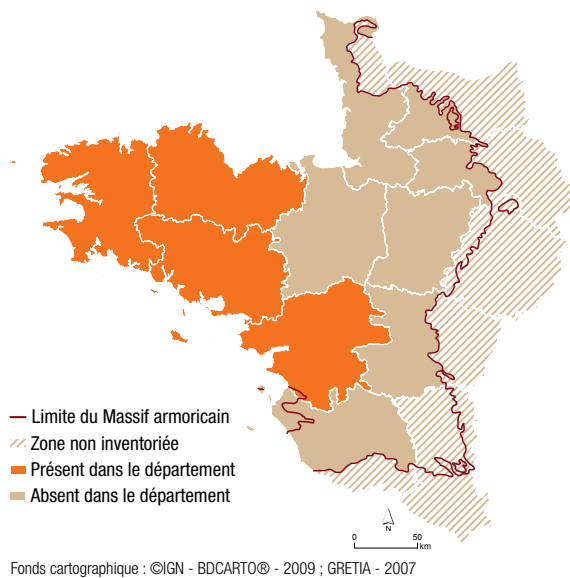 Limite du Massif armoricain
Zone non inventoriée
Présent dans le département
Absent dans le département
N
0 50
km
Fonds cartographique : ©IGN - BDCARTO® - 2009 ; GRETIA - 2007